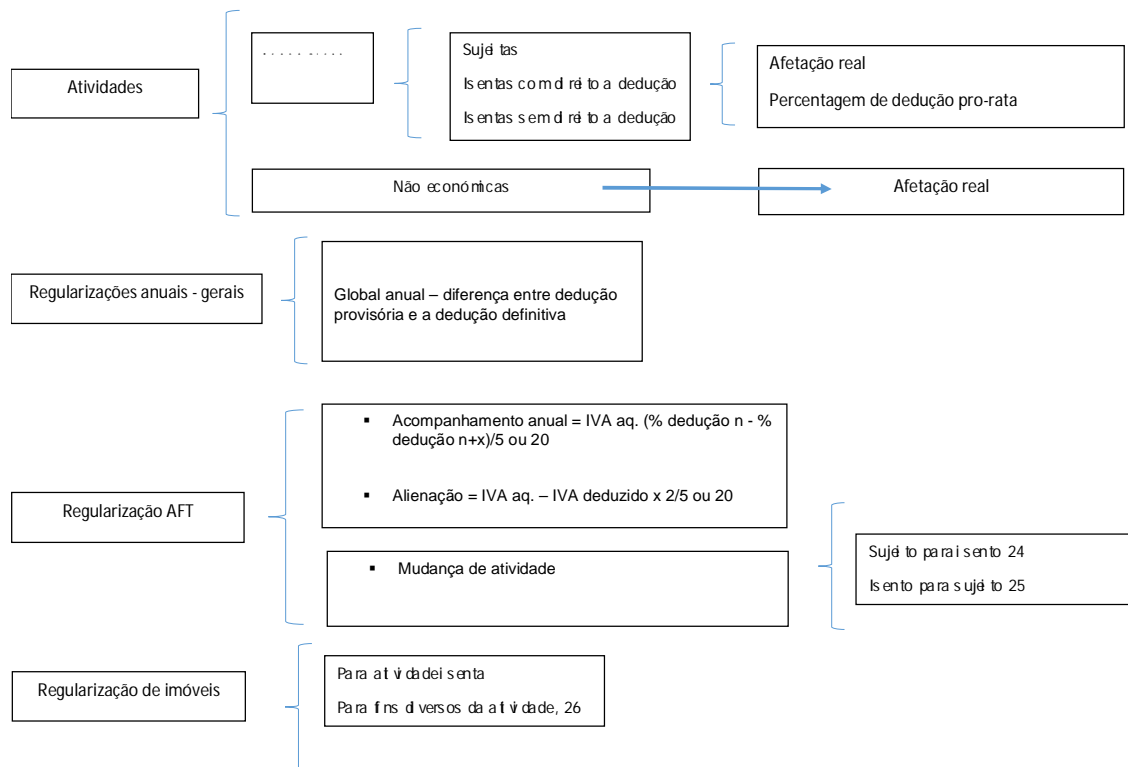 Atividades
Sujeitas
Isentas com direito a dedução
Isentas sem direito a dedução
Afetação real
Percentagem de dedução pro-rata
Não económicas
Afetação real
Regularizações anuais - gerais
Global anual – diferença entre dedução
provisória e a dedução definitiva
Regularização AFT
▪ Acompanhamento anual = IVA aq. (% dedução n - %
dedução n+x)/5 ou 20
▪ Alienação = IVA aq. – IVA deduzido x 2/5 ou 20
▪ Mudança de atividade
Sujeito para isento 24
Isento para sujeito 25
Regularização de imóveis
Para atividade isenta
Para fins diversos da atividade, 26